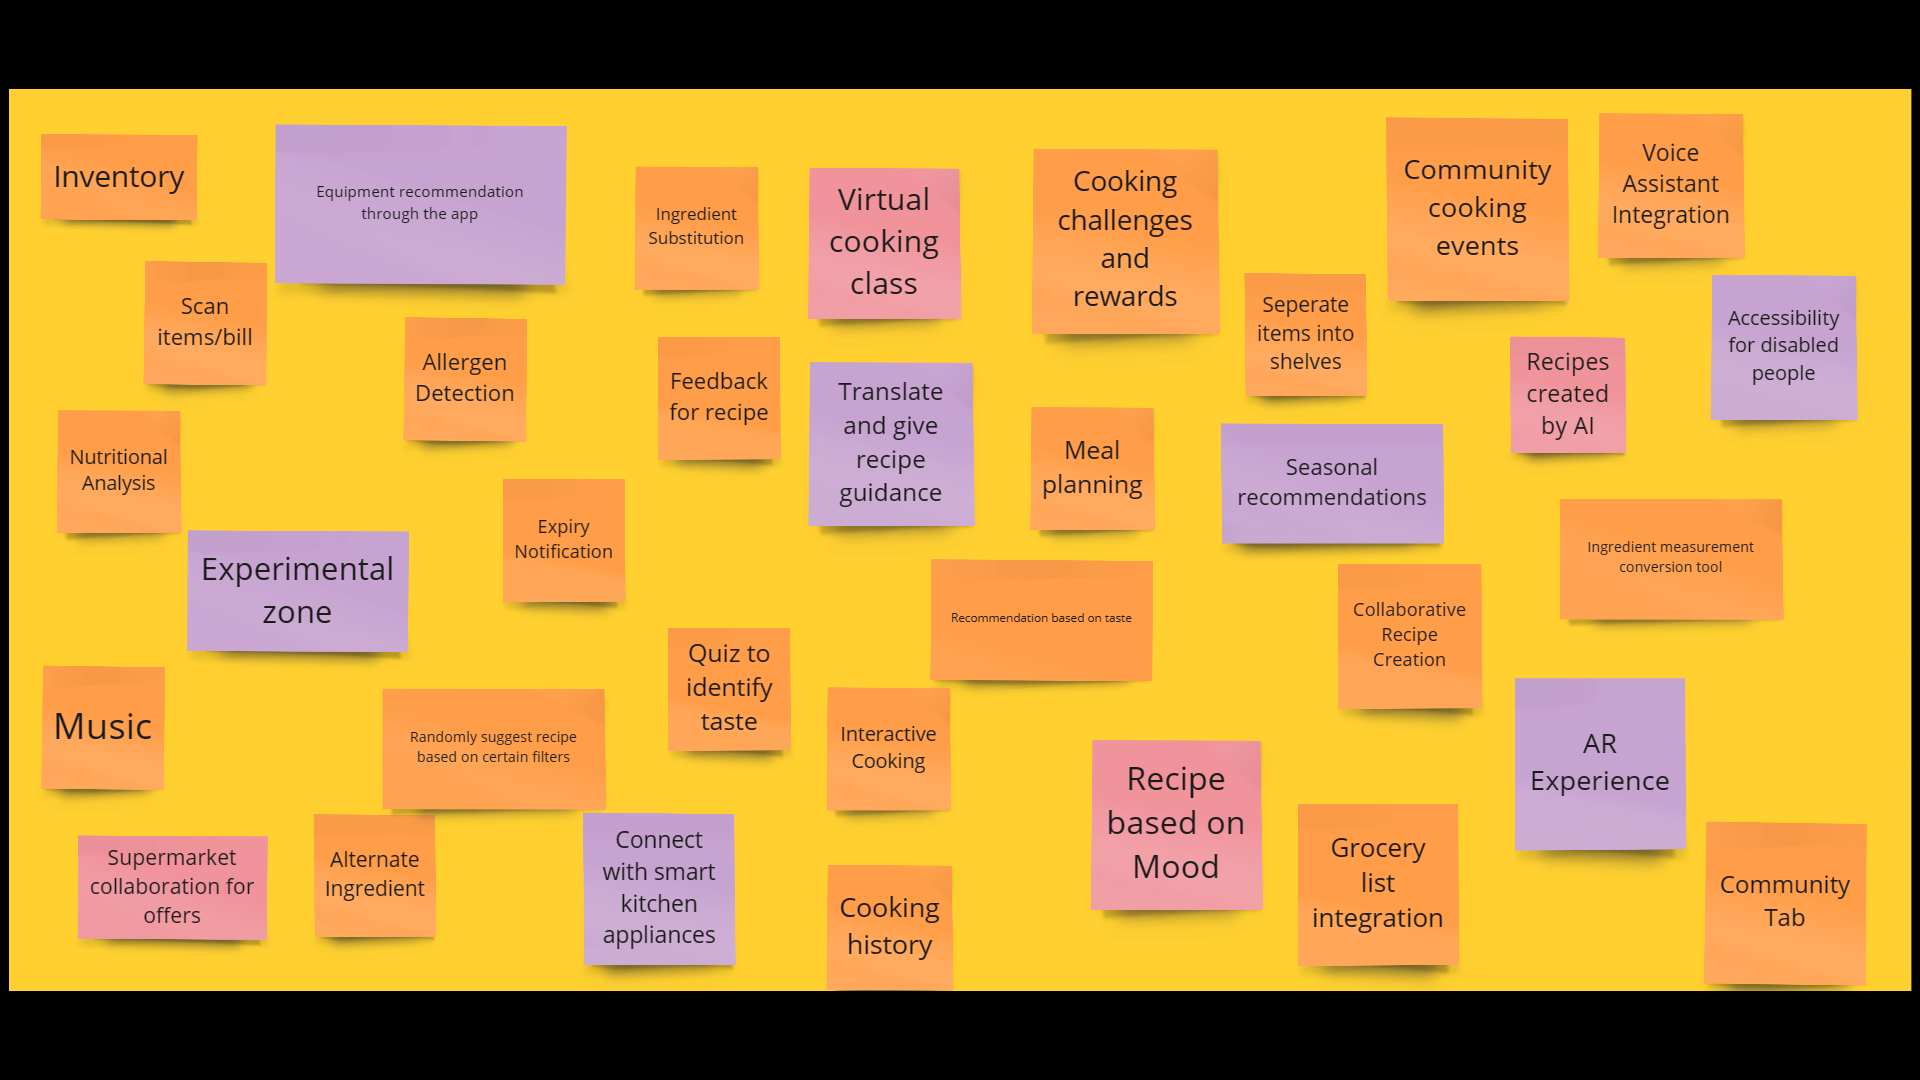 Inventory
Equipment recommendation
through the app
Ingredient
Substitution
Virtual
cooking
class
Cooking
challenges
and
rewards
Community
cooking
events
Voice
Assistant
Integration
Scan
items/bill
Allergen
Detection
Feedback
for recipe
Translate
and give
recipe
guidance
Seperate
items into
shelves
Recipes
created
by AI
Accessibility
for disabled
people
Nutritional
Analysis
Expiry
Notification
Meal
planning
Seasonal
recommendations
Ingredient measurement
conversion tool
Experimental
zone
Recommendation based on taste
Collaborative
Recipe
Creation
Music
Randomly suggest recipe
based on certain filters
Quiz to
identify
taste
Interactive
Cooking
Recipe
based on
Mood
AR
Experience
Supermarket
collaboration for
offers
Alternate
Ingredient
Connect
with smart
kitchen
appliances
Cooking
history
Grocery
list
integration
Community
Tab